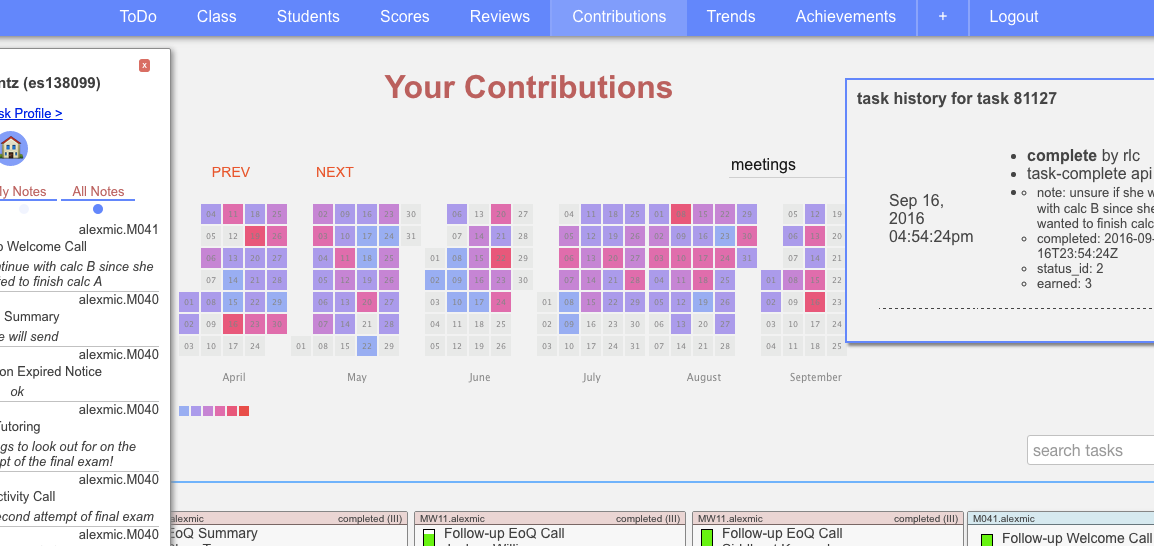 ToDo Class Students Scores Reviews Contributions Trends Achievements + Logout
x
ntz (es138099)
sk Profile >
My Notes All Notes
alexmic.M041
o Welcome Call
ntinue with calc B since she
ed to finish calc A
alexmic.M040
Summary
e will send
alexmic.M040
on Expired Notice
ok
alexmic.M040
utoring
gs to look out for on the
pt of the final exam!
alexmic.M040
ctivity Call
econd attempt of final exam
alexmic.M040
Your Contributions
PREV NEXT
meetings
04 11 18 25 02 09 16 23 30 06 13 20 27 04 11 18 25 01 08 15 22 29 05 12 19
05 12 19 26 03 10 17 24 31 07 14 21 28 05 12 19 26 02 09 16 23 30 06 13 20
06 13 20 27 04 11 18 25 01 08 15 22 29 06 13 20 27 03 10 17 24 31 07 14 21
07 14 21 28 05 12 19 26 02 09 16 23 30 07 14 21 28 04 11 18 25 01 08 15 22
01 08 15 22 29 06 13 20 27 03 10 17 24 01 08 15 22 29 05 12 19 26 02 09 16 23
02 09 16 23 30 07 14 21 28 04 11 18 25 02 09 16 23 30 06 13 20 27 03 10 17 24
03 10 17 24 01 08 15 22 29 05 12 19 26 03 10 17 24 31 07 14 21 28 04 11 18 25
April May June July August September
task history for task 81127
Sep 16,
2016
04:54:24pm
complete by rlc
task-complete api
note: unsure if she w
with calc B since she
wanted to finish calc
completed: 2016-09-
16T23:54:24Z
status_id: 2
earned: 3
search tasks
alexmic completed (III)
EoQ Summary
MW11.alexmic completed (III)
Follow-up EoQ Call
MW11.alexmic completed (III)
Follow-up EoQ Call
M041.alexmic
Follow-up Welcome Call